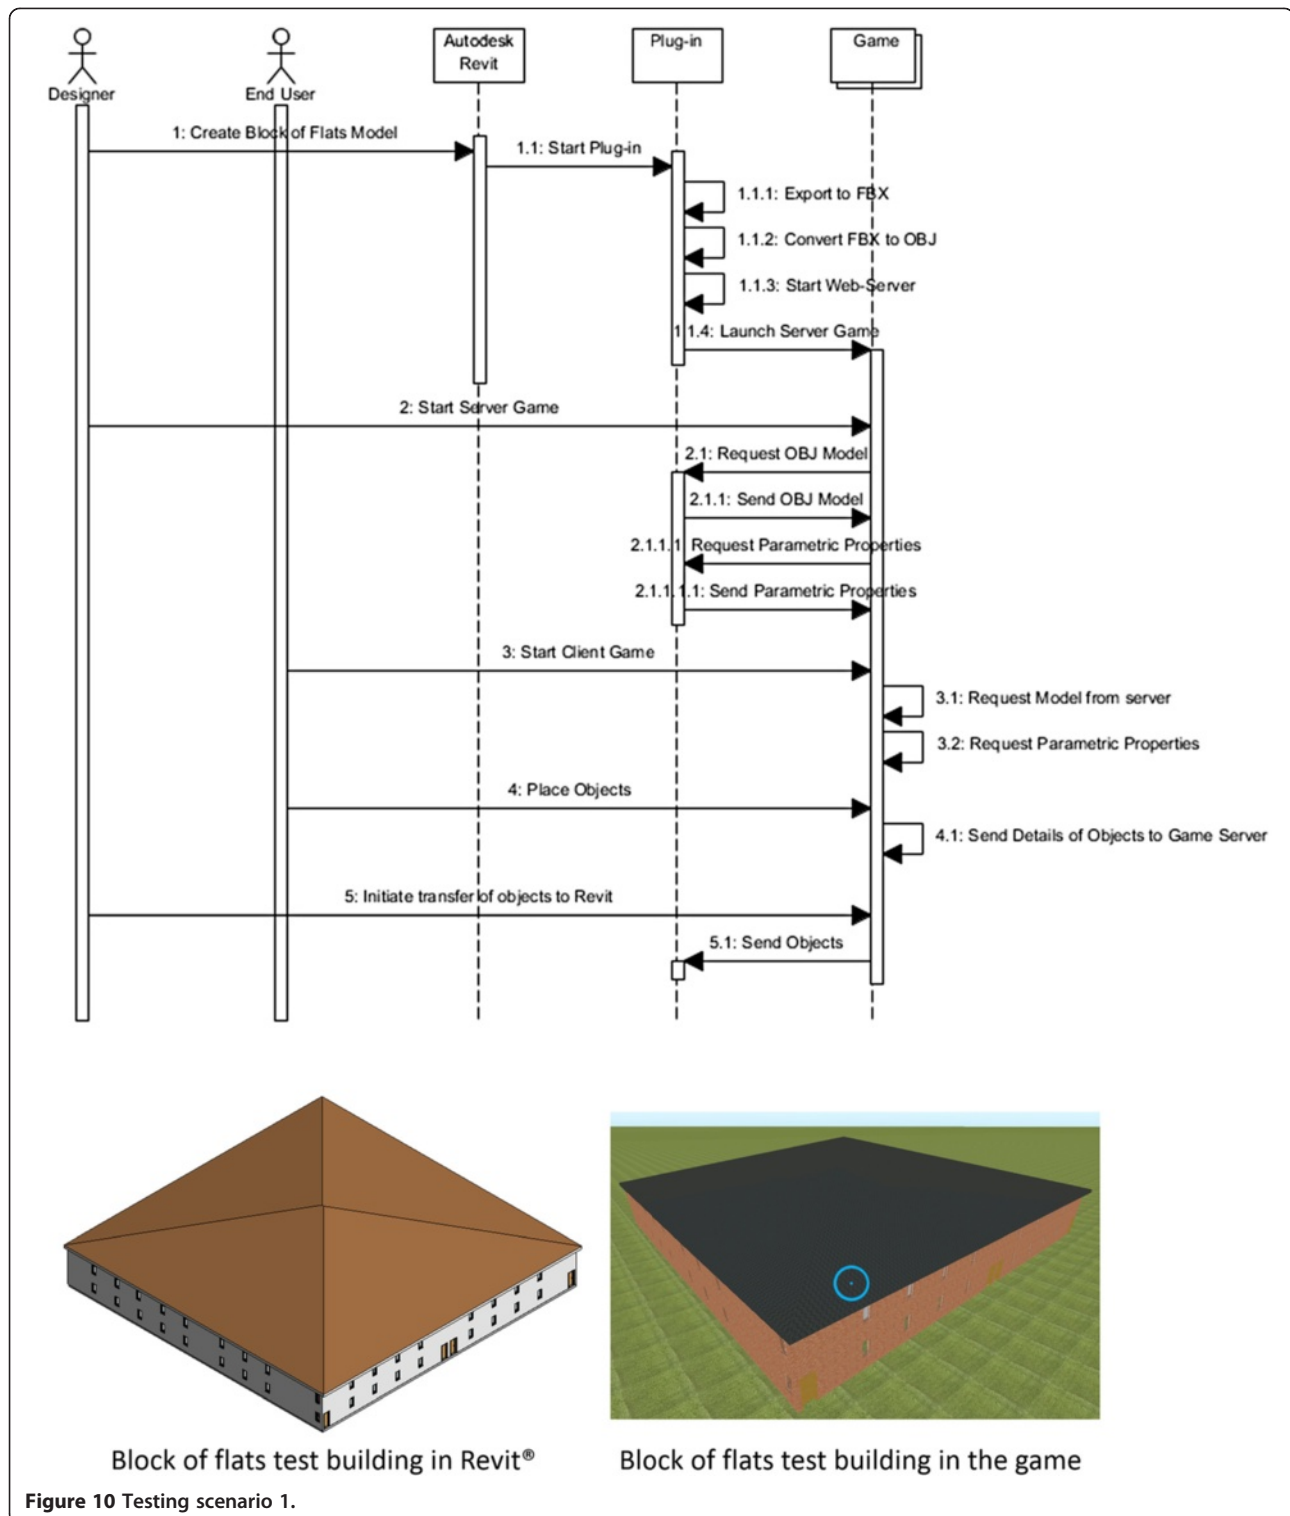 Designer
End User
Autodesk
Revit
Plug-in
Game
1: Create Block of Flats Model
1.1: Start Plug-in
1.1.1: Export to FBX
1.1.2: Convert FBX to OBJ
1.1.3: Start Web-Server
1.1.4: Launch Server Game
2: Start Server Game
2.1: Request OBJ Model
2.1.1: Send OBJ Model
2.1.1.1: Request Parametric Properties
2.1.1.1.1: Send Parametric Properties
3: Start Client Game
3.1: Request Model from server
3.2: Request Parametric Properties
4: Place Objects
4.1: Send Details of Objects to Game Server
5: Initiate transfer of objects to Revit
5.1: Send Objects
Block of flats test building in Revit®
Block of flats test building in the game
Figure 10 Testing scenario 1.